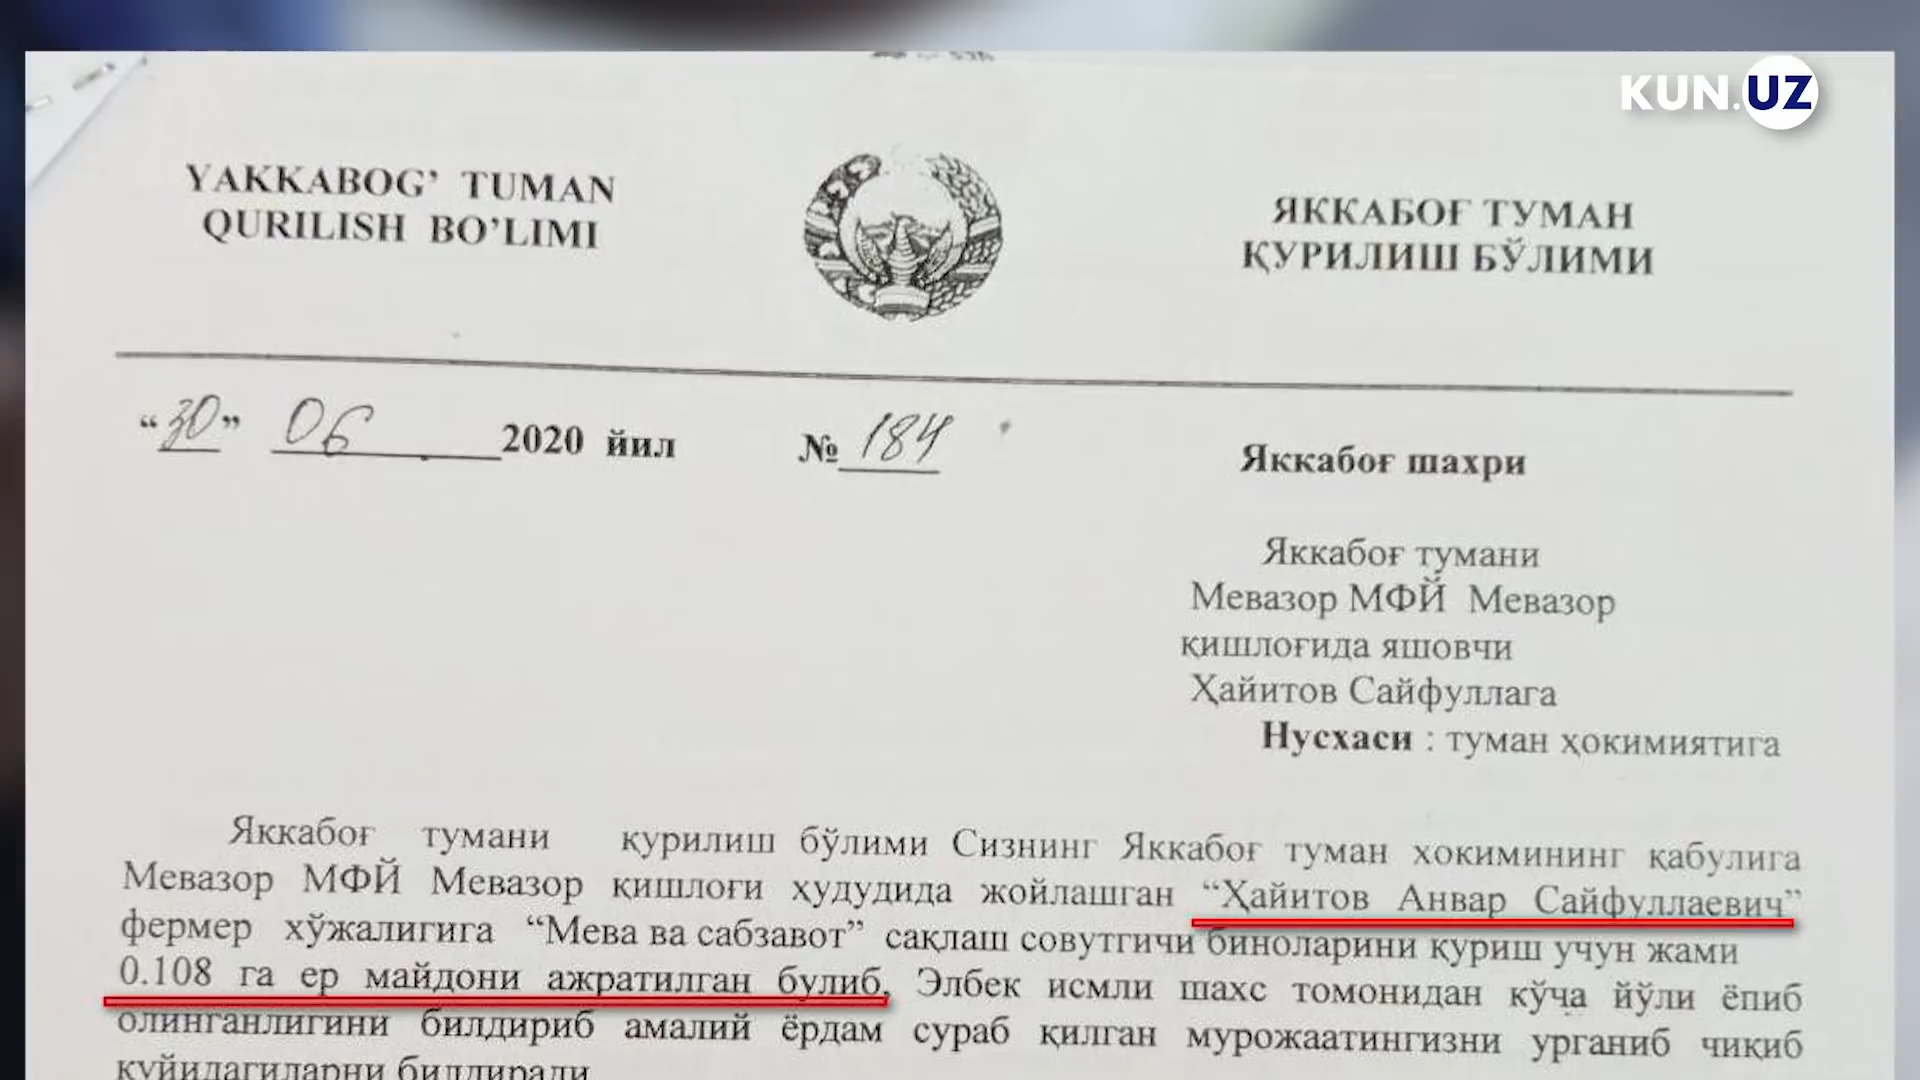 KUN.UZ
YAKKABOG’ TUMAN
QURILISH BO’LIMI
ЯККАБОҒ ТУМАН
ҚУРИЛИШ БЎЛИМИ
“30” 06 2020 йил № 184
Яккабоғ шахри
Яккабоғ тумани
Мевазор МФЙ Мевазор
қишлоғида яшовчи
Ҳайитов Сайфуллага
Нусхаси : туман ҳокимиятига
Яккабоғ тумани қурилиш бўлими Сизнинг Яккабоғ туман хокимининг қабулига
Мевазор МФЙ Мевазор қишлоғи ҳудудида жойлашган “Ҳайитов Анвар Сайфуллаевич”
фермер хўжалигига “Мева ва сабзавот” сақлаш совутгичи биноларини қуриш учун жами
0.108 га ер майдони ажратилган булиб, Элбек исмли шахс томонидан кўча йўли ёпиб
олинганлигини билдириб амалий ёрдам сураб қилган мурожаатингизни урганиб чиқиб
қуйидагиларни билдиради